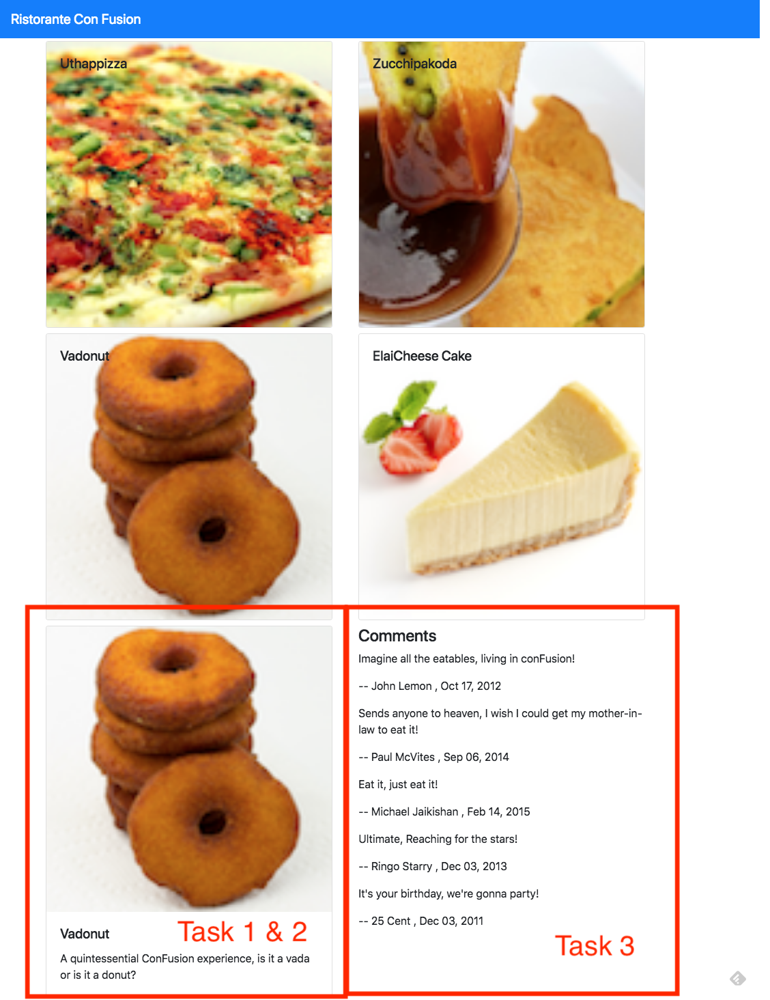 Ristorante Con Fusion
Uthappizza
Zucchipakoda
Vadonut
ElaiCheese Cake
Vadonut
A quintessential ConFusion experience, is it a vada
or is it a donut?
Task 1 & 2
Comments
Imagine all the eatables, living in conFusion!
-- John Lemon , Oct 17, 2012
Sends anyone to heaven, I wish I could get my mother-in-
law to eat it!
-- Paul McVites , Sep 06, 2014
Eat it, just eat it!
-- Michael Jaikishan , Feb 14, 2015
Ultimate, Reaching for the stars!
-- Ringo Starry , Dec 03, 2013
It's your birthday, we're gonna party!
-- 25 Cent , Dec 03, 2011
Task 3